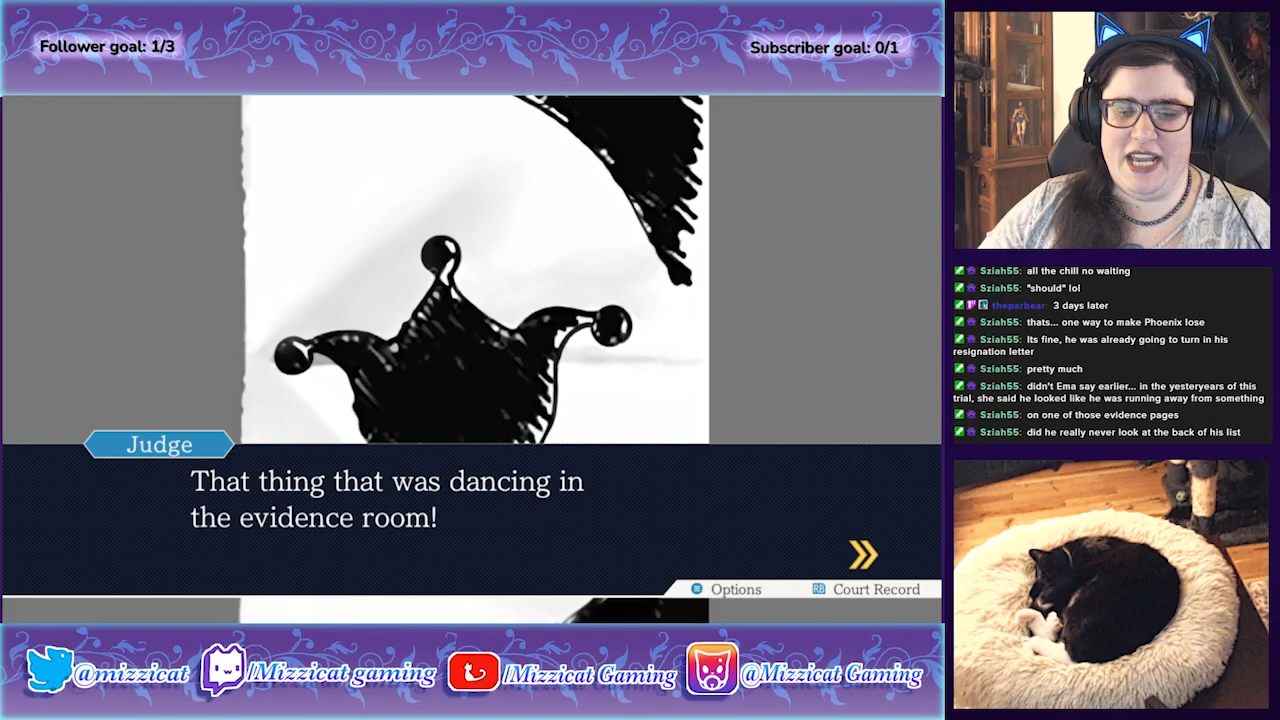 Follower goal: 1/3
Subscriber goal: 0/1
Judge
That thing that was dancing in
the evidence room!
Options
RB Court Record
@mizzicat
/Mizzicat gaming
/Mizzicat Gaming
@Mizzicat Gaming
Sziah55: all the chill no waiting
Sziah55: "should" lol
theparbear: 3 days later
Sziah55: thats... one way to make Phoenix lose
Sziah55: Its fine, he was already going to turn in his
resignation letter
Sziah55: pretty much
Sziah55: didn't Ema say earlier... in the yesteryears of this
trial, she said he looked like he was running away from something
Sziah55: on one of those evidence pages
Sziah55: did he really never look at the back of his list